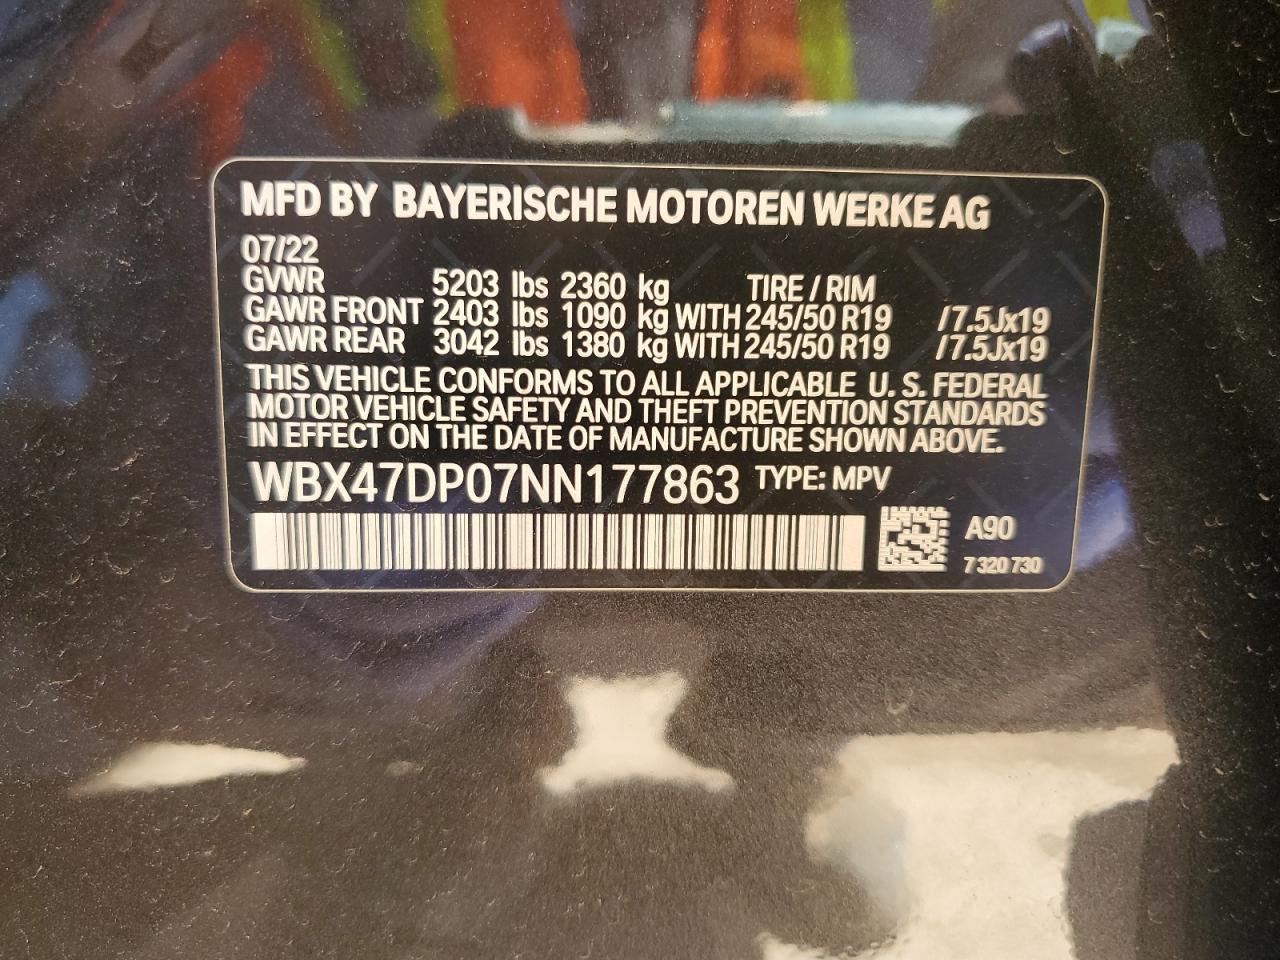 MFD BY BAYERISCHE MOTOREN WERKE AG
07/22
GVWR 5203 lbs 2360 kg TIRE / RIM
GAWR FRONT 2403 lbs 1090 kg WITH 245/50 R19 /7.5Jx19
GAWR REAR 3042 lbs 1380 kg WITH 245/50 R19 /7.5Jx19
THIS VEHICLE CONFORMS TO ALL APPLICABLE U. S. FEDERAL
MOTOR VEHICLE SAFETY AND THEFT PREVENTION STANDARDS
IN EFFECT ON THE DATE OF MANUFACTURE SHOWN ABOVE.
WBX47DP07NN177863 TYPE: MPV
A90
7 320 730